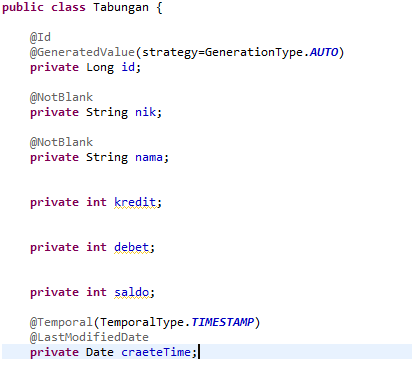 public class Tabungan {
@Id
@GeneratedValue(strategy=GenerationType.AUTO)
private Long id;
@NotBlank
private String nik;
@NotBlank
private String nama;
private int kredit;
private int debet;
private int saldo;
@Temporal(TemporalType.TIMESTAMP)
@LastModifiedDate
private Date craeteTime;